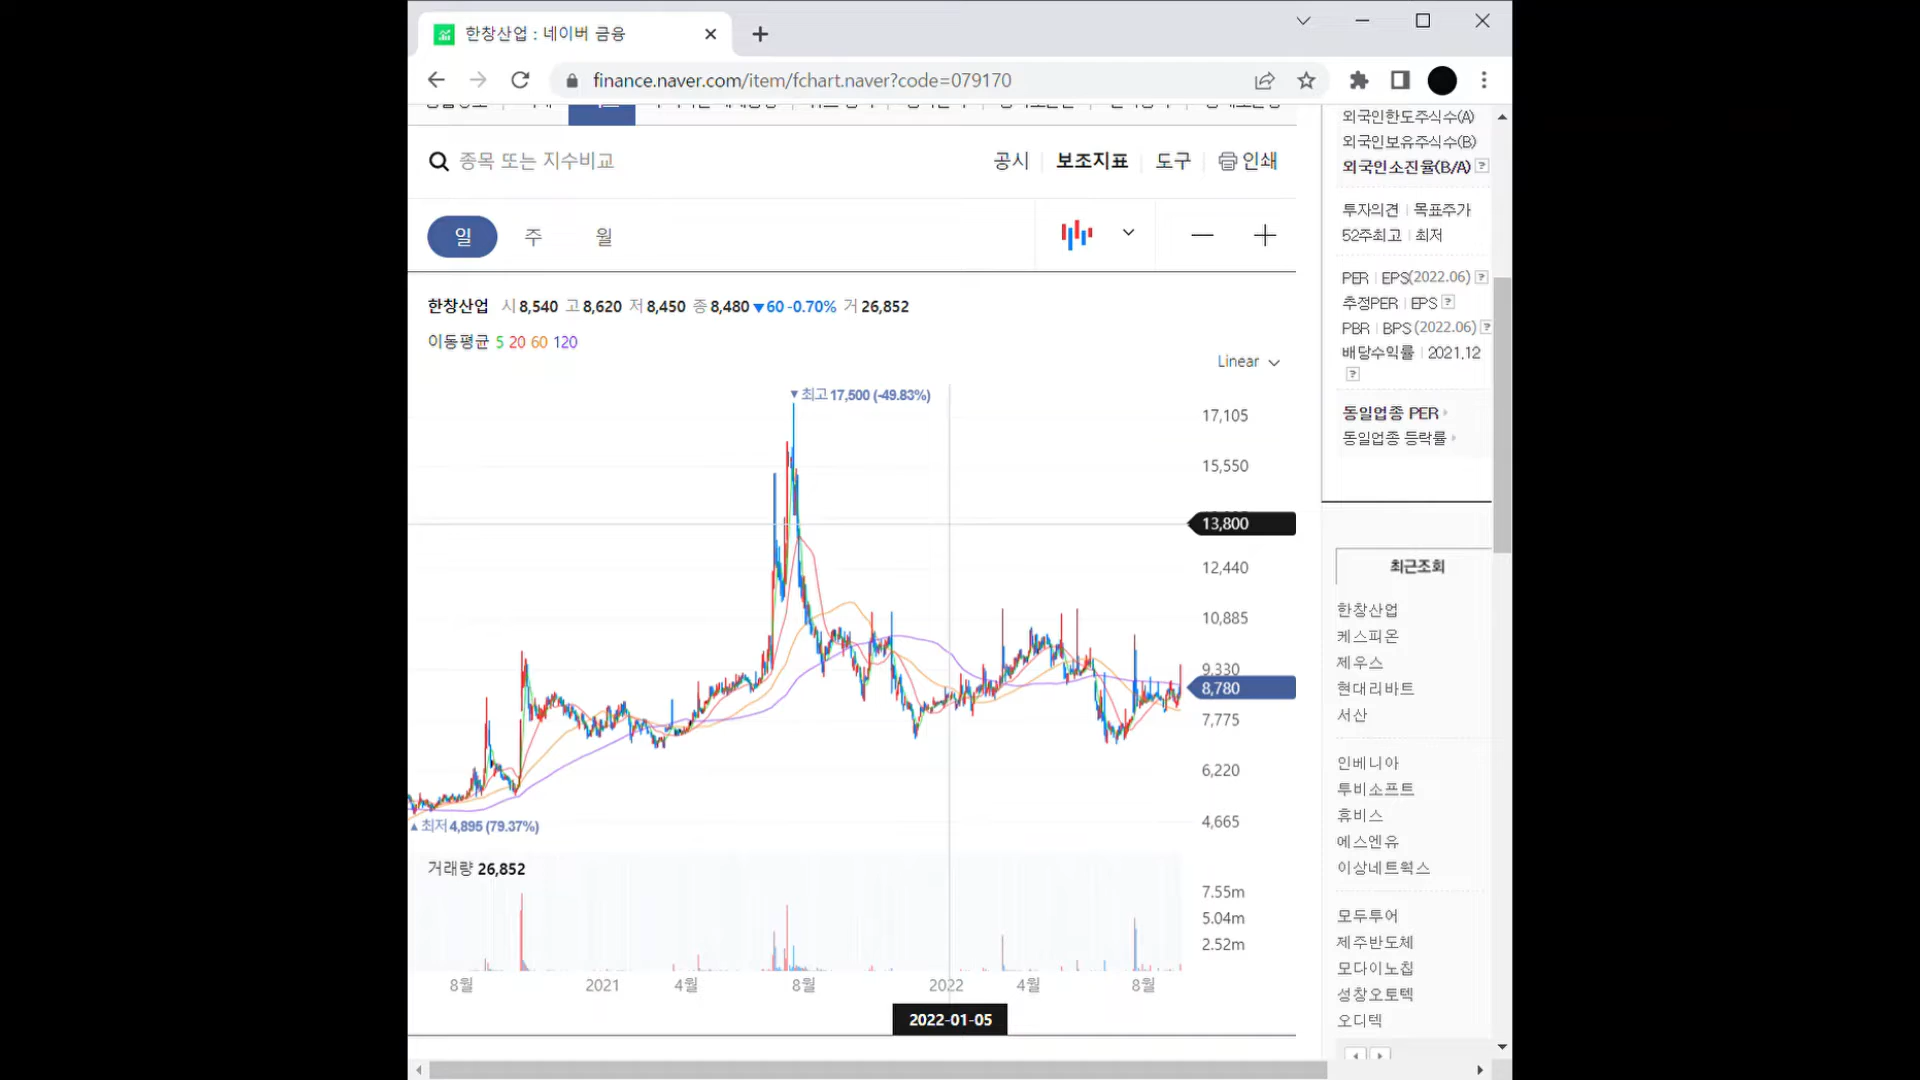 한창산업 : 네이버 금융
finance.naver.com/item/fchart.naver?code=079170
종목 또는 지수비교
공시 보조지표 도구 인쇄
일 주 월
한창산업 시 8,540 고 8,620 저 8,450 종 8,480 ▼60 -0.70% 거 26,852
이동평균 5 20 60 120
Linear
▼최고 17,500 (-49.83%)
17,105
15,550
13,800
12,440
10,885
9,330
8,780
7,775
6,220
4,665
▲최저 4,895 (79.37%)
거래량 26,852
7.55m
5.04m
2.52m
8월 2021 4월 8월 2022 4월 8월
2022-01-05
외국인한도주식수(A)
외국인보유주식수(B)
외국인소진율(B/A) ?
투자의견 | 목표주가
52주최고 | 최저
PER | EPS(2022.06) ?
추정PER | EPS ?
PBR | BPS (2022.06) ?
배당수익률 | 2021.12
?
동일업종 PER
동일업종 등락률
최근조회
한창산업
케스피온
제우스
현대리바트
서산
인베니아
투비소프트
휴비스
에스엔유
이상네트웍스
모두투어
제주반도체
모다이노칩
성창오토텍
오디텍